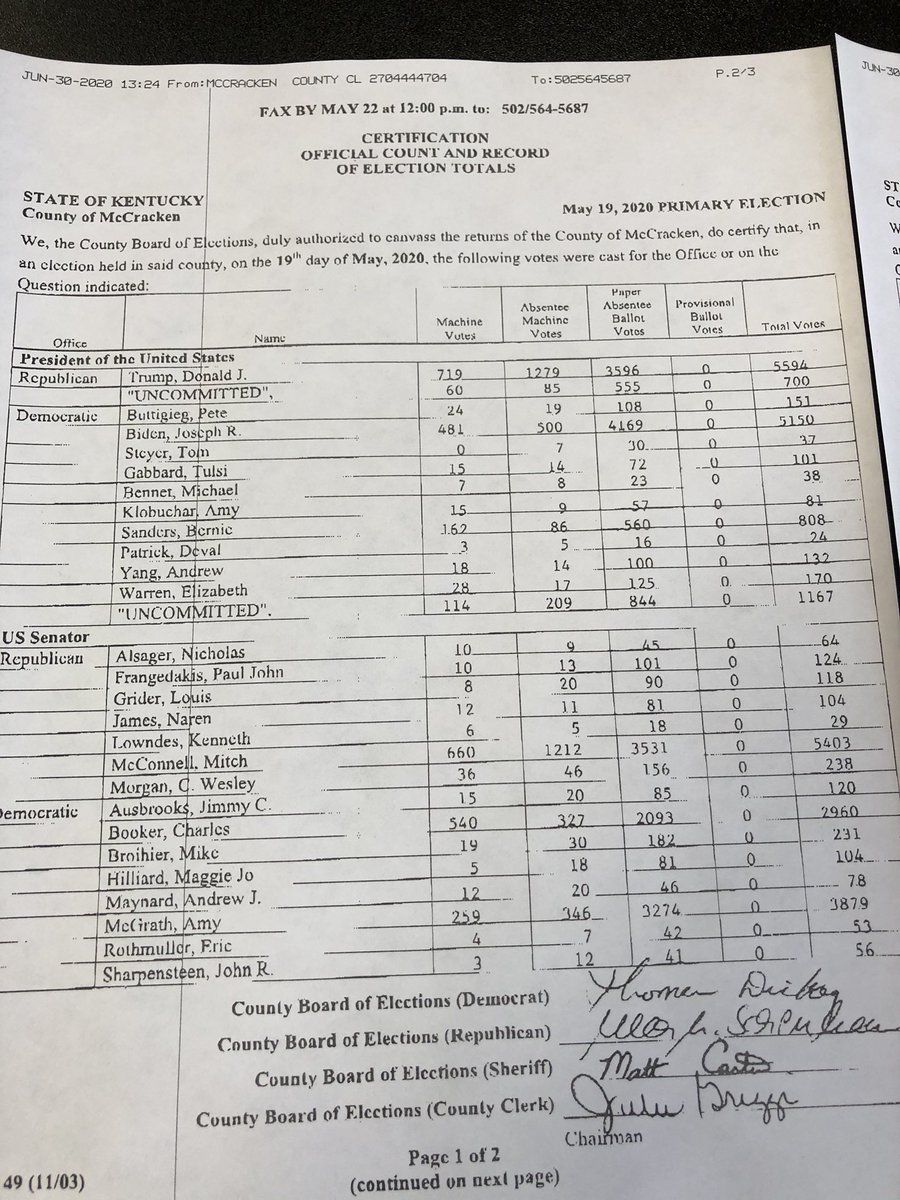 JUN-30-2020 13:24 From:MCCRACKEN COUNTY CL 2704444704 To:5025645687 P.2/3
JUN-30
FAX BY MAY 22 at 12:00 p.m. to: 502/564-5687
CERTIFICATION
OFFICIAL COUNT AND RECORD
OF ELECTION TOTALS
STATE OF KENTUCKY
County of McCracken
May 19, 2020 PRIMARY ELECTION
We, the County Board of Elections, duly authorized to canvass the returns of the County of McCracken, do certify that, in
an election held in said county, on the 19th day of May, 2020, the following votes were cast for the Office or on the
Question indicated:
Office Name Machine Votes Absentee Machine Votes Paper Absentee Ballot Votes Provisional Ballot Votes Total Votes
President of the United States
Republican Trump, Donald J. 719 1279 3596 0 5594
"UNCOMMITTED", 60 85 555 0 700
Democratic Buttigieg, Pete 24 19 108 0 151
Biden, Joseph R. 481 500 4169 0 5150
Steyer, Tom 0 7 30 0 37
Gabbard, Tulsi 15 14 72 0 101
Bennet, Michael 7 8 23 0 38
Klobuchar, Amy 15 9 57 0 81
Sanders, Bernie 162 86 560 0 808
Patrick, Deval 3 5 16 0 24
Yang, Andrew 18 14 100 0 132
Warren, Elizabeth 28 17 125 0 170
"UNCOMMITTED". 114 209 844 0 1167
US Senator
Republican Alsager, Nicholas 10 9 45 0 64
Frangedakis, Paul John 10 13 101 0 124
Grider, Louis 8 20 90 0 118
James, Naren 12 11 81 0 104
Lowndes, Kenneth 6 5 18 0 29
McConnell, Mitch 660 1212 3531 0 5403
Morgan, C. Wesley 36 46 156 0 238
Democratic Ausbrooks, Jimmy C. 15 20 85 0 120
Booker, Charles 540 327 2093 0 2960
Broihier, Mike 19 30 182 0 231
Hilliard, Maggie Jo 5 18 81 0 104
Maynard, Andrew J. 12 20 46 0 78
McGrath, Amy 259 346 3274 0 3879
Rothmuller, Eric 4 7 42 0 53
Sharpensteen, John R. 3 12 41 0 56
County Board of Elections (Democrat)
County Board of Elections (Republican)
County Board of Elections (Sheriff) Matt Carter
County Board of Elections (County Clerk) Julie Griggs
Chairman
Page 1 of 2
49 (11/03) (continued on next page)